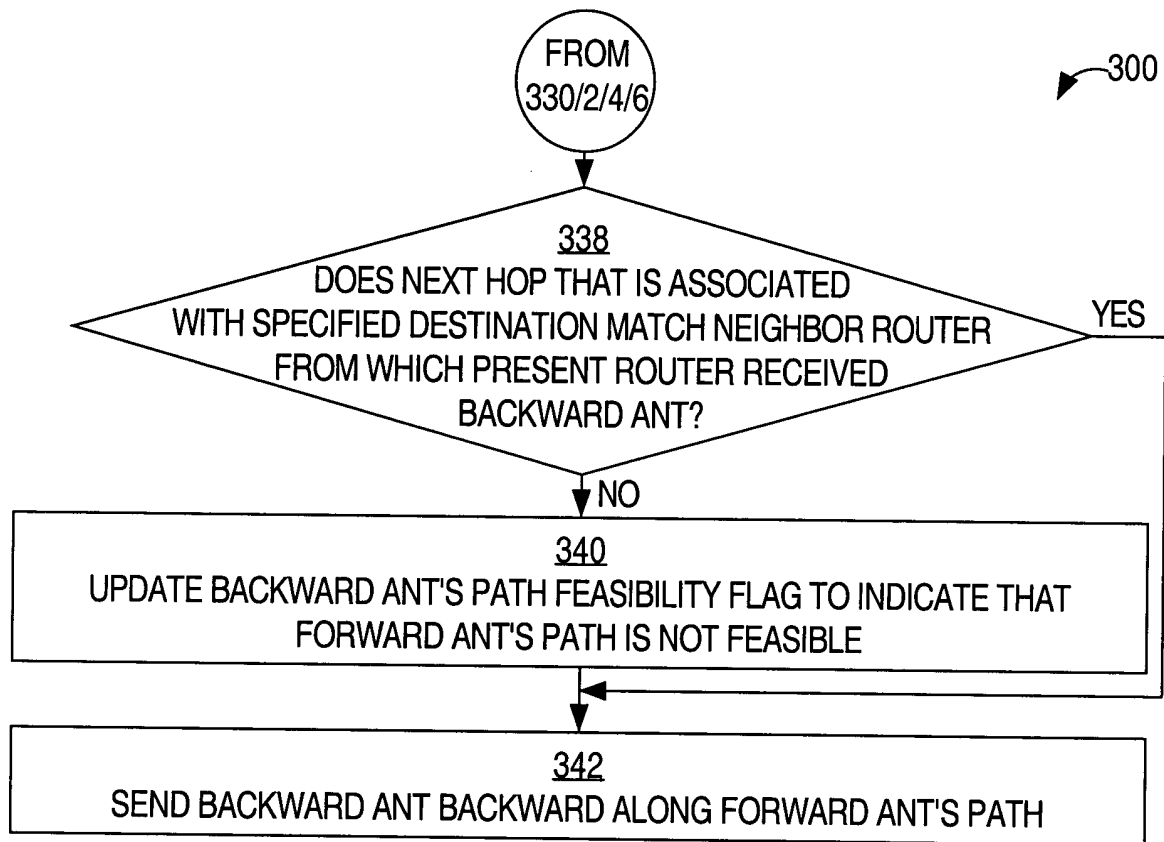 FROM
330/2/4/6
300
338
DOES NEXT HOP THAT IS ASSOCIATED
WITH SPECIFIED DESTINATION MATCH NEIGHBOR ROUTER
FROM WHICH PRESENT ROUTER RECEIVED
BACKWARD ANT?
YES
NO
340
UPDATE BACKWARD ANT'S PATH FEASIBILITY FLAG TO INDICATE THAT
FORWARD ANT'S PATH IS NOT FEASIBLE
342
SEND BACKWARD ANT BACKWARD ALONG FORWARD ANT'S PATH